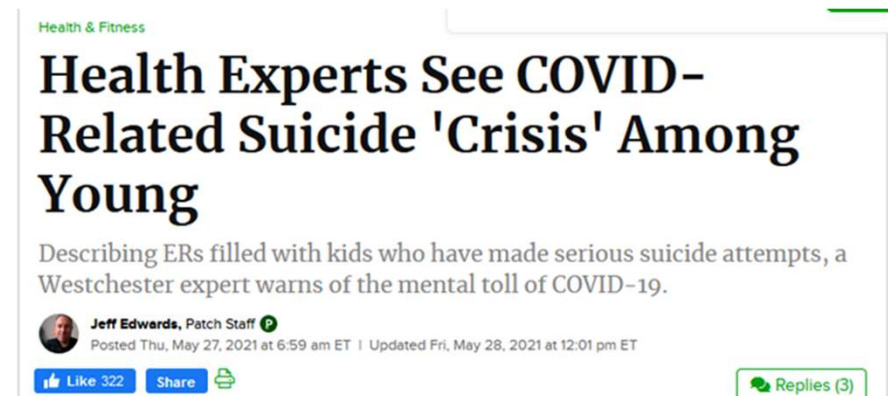 Health & Fitness
Health Experts See COVID-
Related Suicide 'Crisis' Among
Young
Describing ERs filled with kids who have made serious suicide attempts, a
Westchester expert warns of the mental toll of COVID-19.
Jeff Edwards, Patch Staff P
Posted Thu, May 27, 2021 at 6:59 am ET | Updated Fri, May 28, 2021 at 12:01 pm ET
Like 322 Share Replies (3)